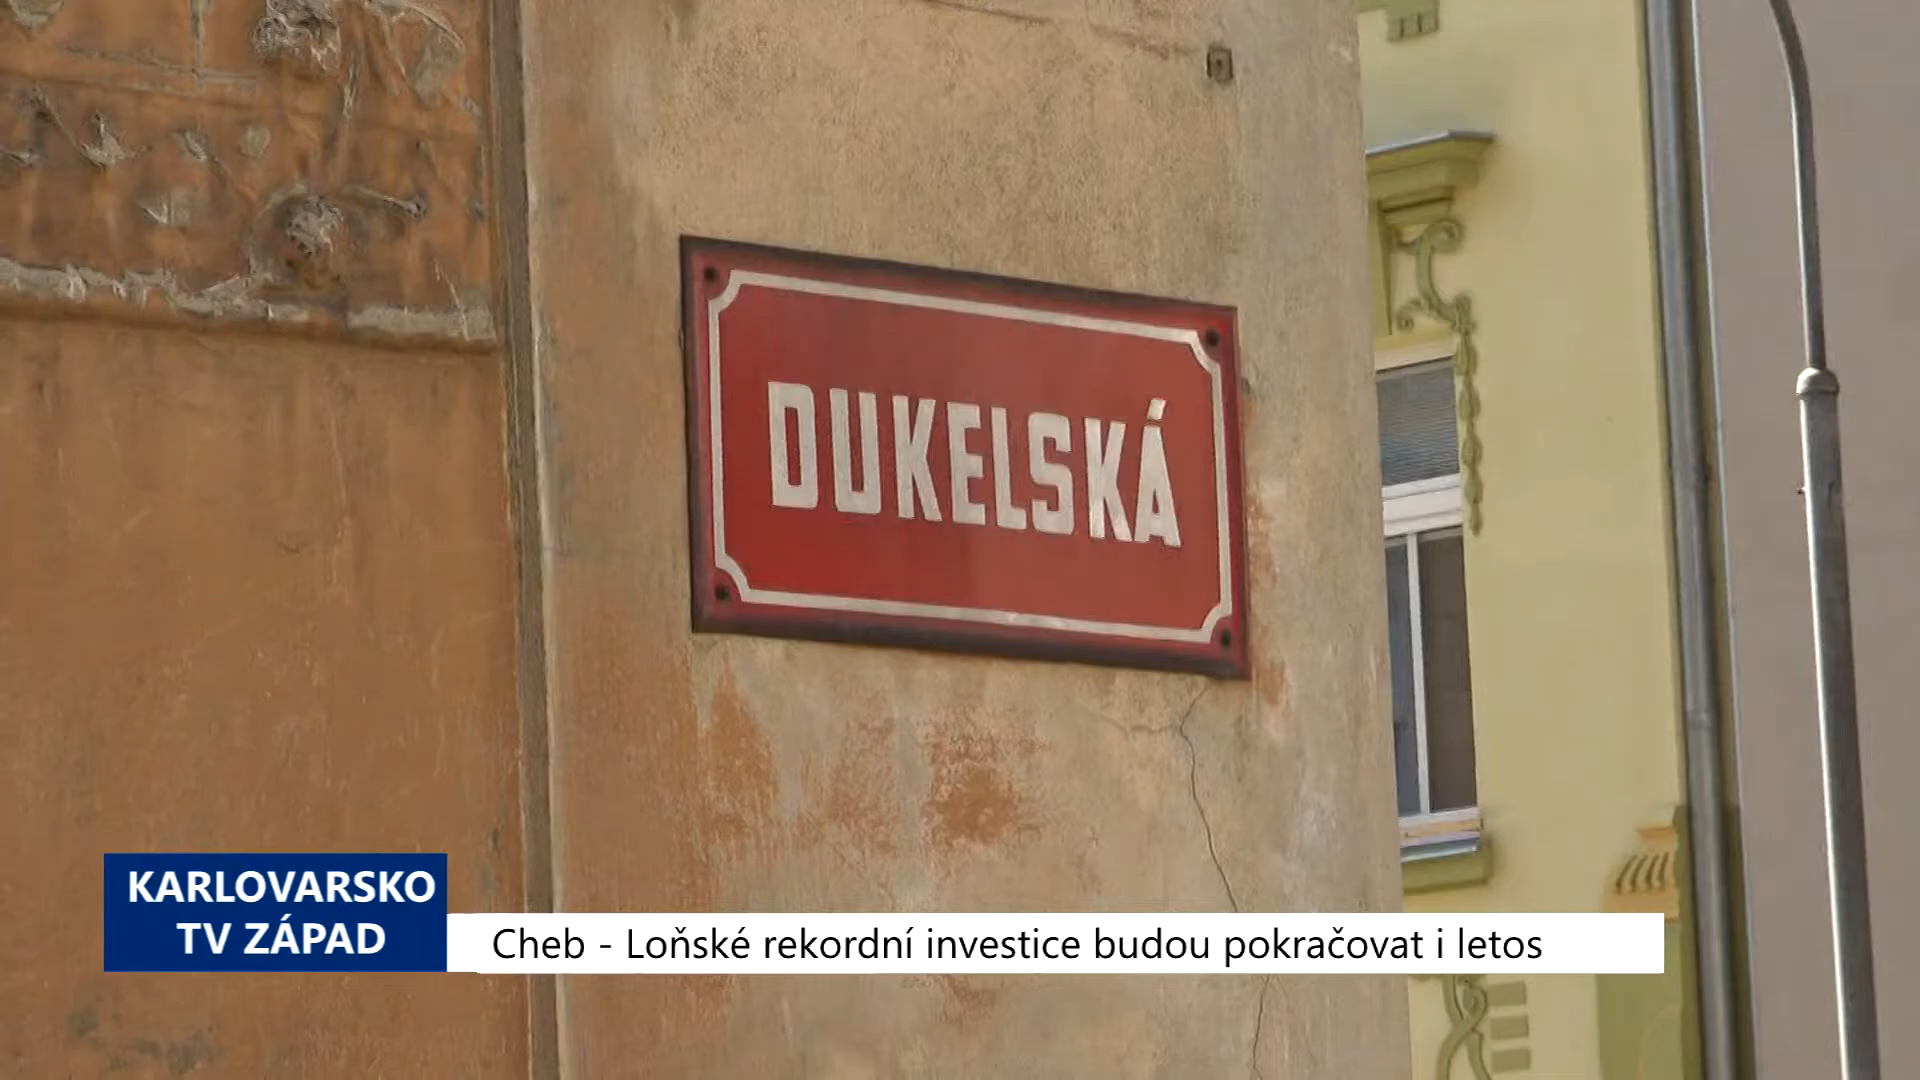 DUKELSKÁ
KARLOVARSKO
TV ZÁPAD
Cheb - Loňské rekordní investice budou pokračovat i letos